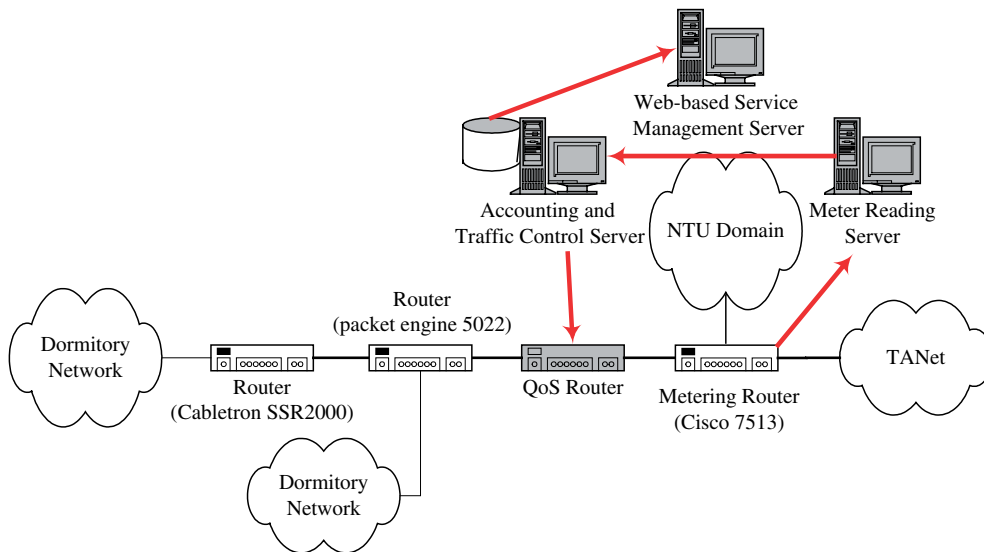 Web-based Service
Management Server
Accounting and
Traffic Control Server
NTU Domain
Meter Reading
Server
Router
(packet engine 5022)
Dormitory
Network
Router
(Cabletron SSR2000)
QoS Router
Metering Router
(Cisco 7513)
TANet
Dormitory
Network